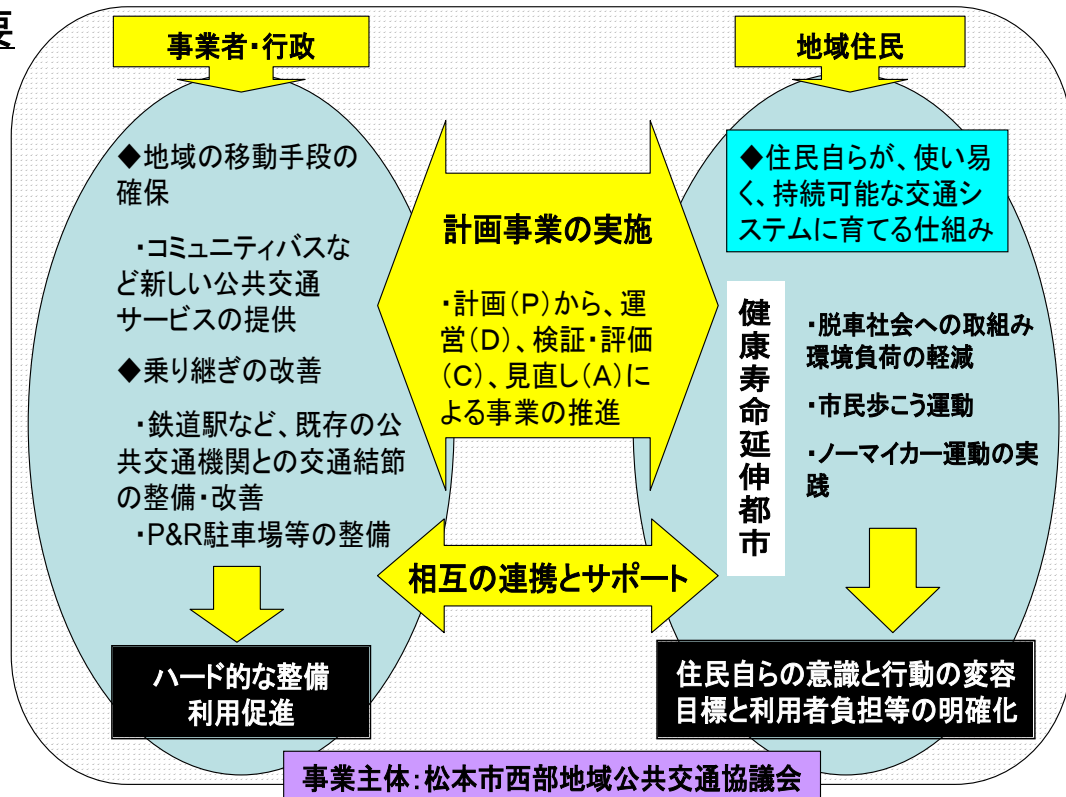 要
事業者・行政
◆地域の移動手段の
確保
・コミュニティバスな
ど新しい公共交通
サービスの提供
◆乗り継ぎの改善
・鉄道駅など、既存の公
共交通機関との交通結節
の整備・改善
・P&R駐車場等の整備
ハード的な整備
利用促進
計画事業の実施
・計画(P)から、運
営(D)、検証・評価
(C)、見直し(A)に
よる事業の推進
相互の連携とサポート
地域住民
◆住民自らが、使い易
く、持続可能な交通シ
ステムに育てる仕組み
健康寿命延伸都市
・脱車社会への取組み
環境負荷の軽減
・市民歩こう運動
・ノーマイカー運動の実
践
住民自らの意識と行動の変容
目標と利用者負担等の明確化
事業主体:松本市西部地域公共交通協議会